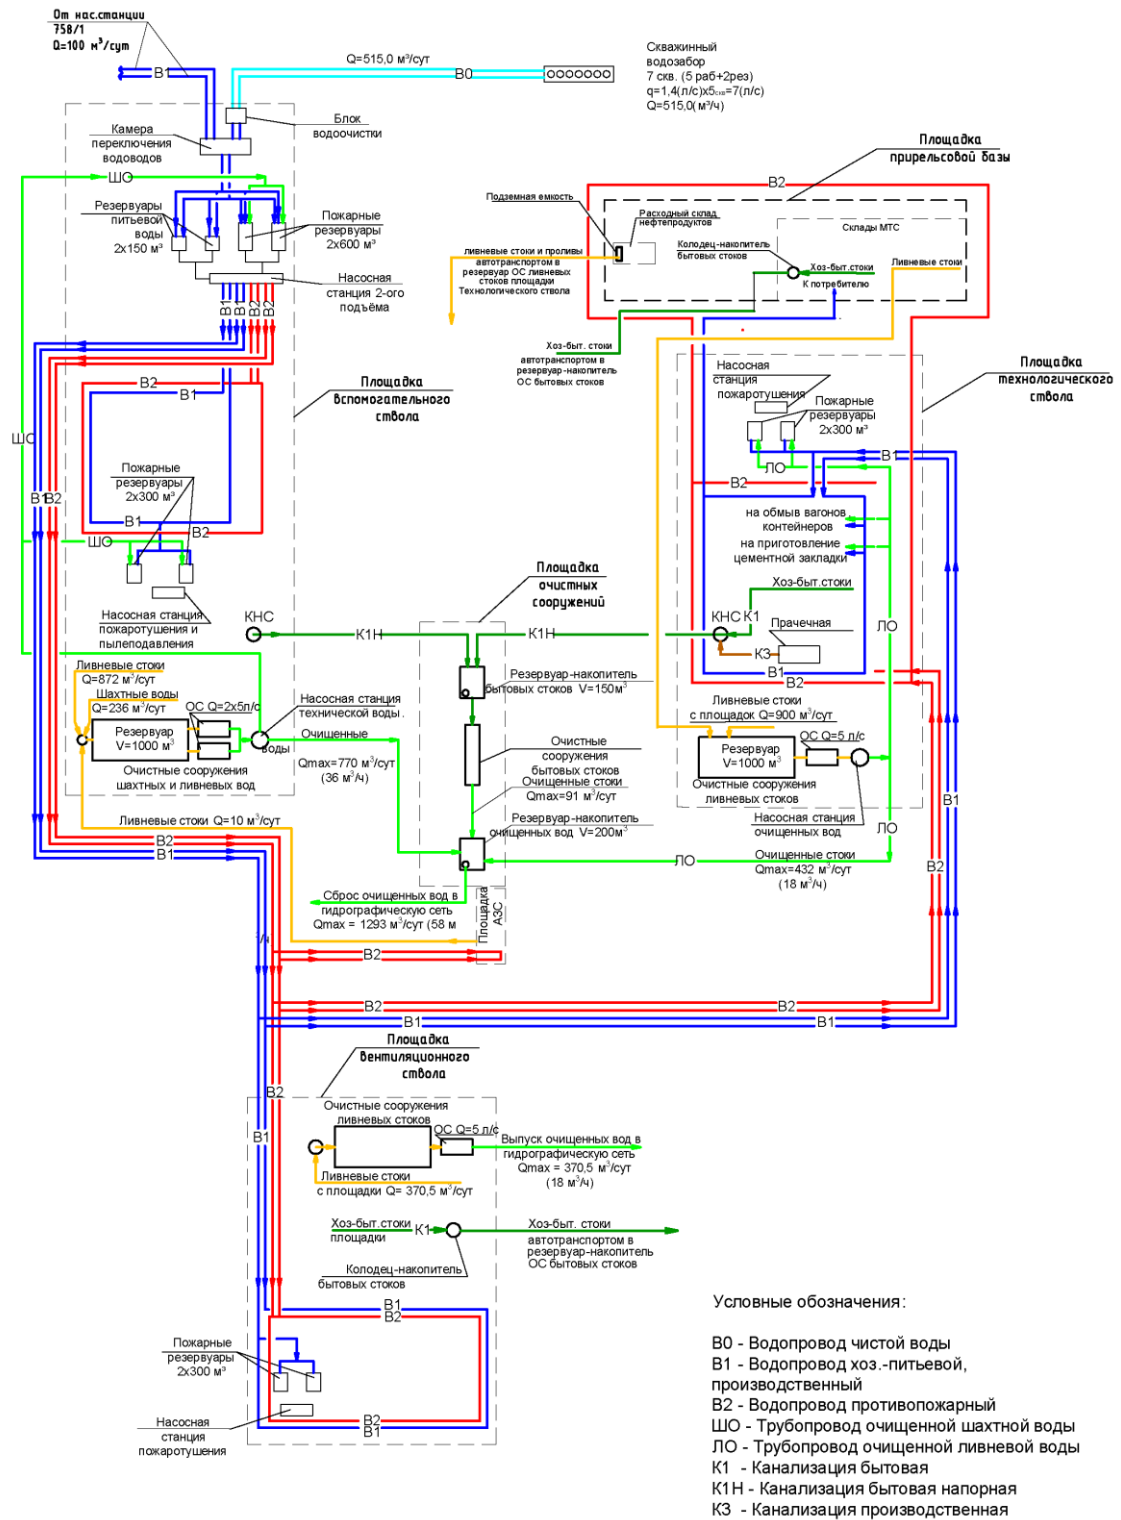 От нас.станции
758/1
Q=100 м³/сут
В1
Q=515,0 м³/сут
В0
Скважинный
водозабор
7 скв. (5 раб+2рез)
q=1,4(л/с)х5скв=7(л/с)
Q=515,0(м³/ч)
Блок
водоочистки
Камера
переключения
водоводов
ШО
Резервуары
питьевой
воды
2х150 м³
Пожарные
резервуары
2х600 м³
Насосная
станция 2-ого
подъёма
В1
В1
В2
В2
Площадка
прирельсовой базы
В2
Подземная емкость
Расходный склад
нефтепродуктов
Склады МТС
Колодец-накопитель
бытовых стоков
Хоз-быт.стоки
Ливневые стоки
К потребителю
ливневые стоки и проливы
автотранспортом в
резервуар ОС ливневых
стоков площадки
Технологического ствола
Хоз-быт. стоки
автотранспортом в
резервуар-накопитель
ОС бытовых стоков
Площадка
вспомогательного
ствола
В2
В1
ШО
В1
В2
Пожарные
резервуары
2х300 м³
В1
В2
ШО
Насосная станция
пожаротушения и
пылеподавления
Площадка
технологического
ствола
Насосная
станция
пожаротушения
Пожарные
резервуары
2х300 м³
В1
ЛО
В2
на обмыв вагонов,
контейнеров
на приготовление
цементной закладки
Хоз-быт.стоки
КНС
К1
Прачечная
К3
ЛО
В1
В2
Площадка
очистных
сооружений
КНС
К1Н
К1Н
Резервуар-накопитель
бытовых стоков V=150м³
Очистные
сооружения
бытовых стоков
Очищенные стоки
Qmax=91 м³/сут
Резервуар-накопитель
очищенных вод V=200м³
Ливневые стоки
Q=872 м³/сут
Шахтные воды
Q=236 м³/сут
ОС Q=2х5л/с
Резервуар
V=1000 м³
Очистные сооружения
шахтных и ливневых вод
Насосная станция
технической воды.
Очищенные
воды
Qmax=770 м³/сут
(36 м³/ч)
Ливневые стоки Q=10 м³/сут
В2
В1
Ливневые стоки
с площадок Q=900 м³/сут
Резервуар
V=1000 м³
ОС Q=5 л/с
Очистные сооружения
ливневых стоков
Насосная станция
очищенных вод
ЛО
В1
В2
ЛО
Очищенные стоки
Qmax=432 м³/сут
(18 м³/ч)
Сброс очищенных вод в
гидрографическую сеть
Qmax = 1293 м³/сут (58 м
³/ч
Площадка
АЗС
В2
В2
В2
В1
В1
Площадка
вентиляционного
ствола
В2
В1
Очистные сооружения
ливневых стоков
ОС Q=5 л/с
Выпуск очищенных вод в
гидрографическую сеть
Qmax = 370,5 м³/сут
(18 м³/ч)
Ливневые стоки
с площадки Q= 370,5 м³/сут
Хоз-быт.стоки
площадки
К1
Хоз-быт. стоки
автотранспортом в
резервуар-накопитель
ОС бытовых стоков
Колодец-накопитель
бытовых стоков
В1
В2
Пожарные
резервуары
2х300 м³
Насосная
станция
пожаротушения
В2
В1
Условные обозначения:
В0 - Водопровод чистой воды
В1 - Водопровод хоз.-питьевой,
производственный
В2 - Водопровод противопожарный
ШО - Трубопровод очищенной шахтной воды
ЛО - Трубопровод очищенной ливневой воды
К1 - Канализация бытовая
К1Н - Канализация бытовая напорная
К3 - Канализация производственная